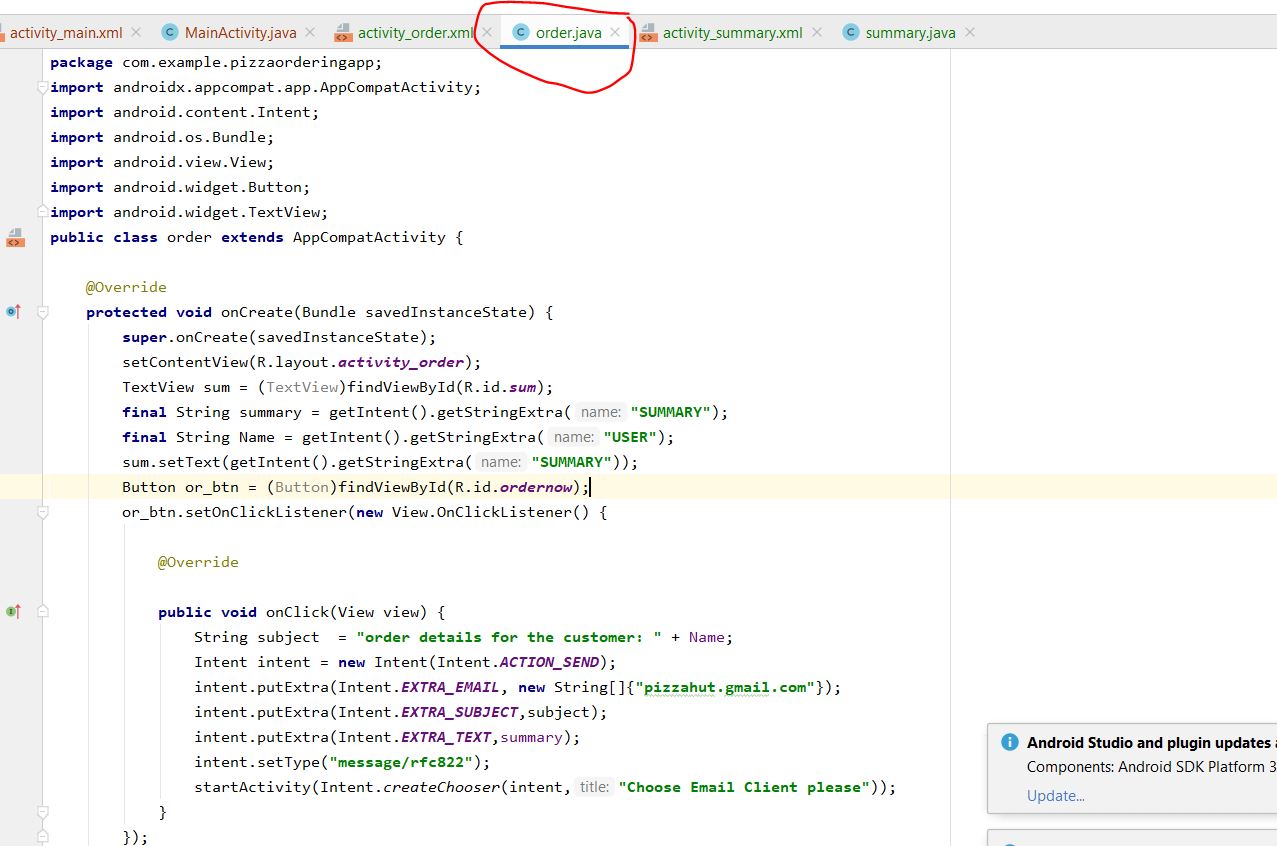 activity_main.xml MainActivity.java activity_order.xml order.java activity_summary.xml summary.java
package com.example.pizzaorderingapp;
import androidx.appcompat.app.AppCompatActivity;
import android.content.Intent;
import android.os.Bundle;
import android.view.View;
import android.widget.Button;
import android.widget.TextView;
public class order extends AppCompatActivity {
@Override
protected void onCreate(Bundle savedInstanceState) {
super.onCreate(savedInstanceState);
setContentView(R.layout.activity_order);
TextView sum = (TextView)findViewById(R.id.sum);
final String summary = getIntent().getStringExtra( name: "SUMMARY");
final String Name = getIntent().getStringExtra( name: "USER");
sum.setText(getIntent().getStringExtra( name: "SUMMARY"));
Button or_btn = (Button)findViewById(R.id.ordernow);
or_btn.setOnClickListener(new View.OnClickListener() {
@Override
public void onClick(View view) {
String subject  = "order details for the customer: " + Name;
Intent intent = new Intent(Intent.ACTION_SEND);
intent.putExtra(Intent.EXTRA_EMAIL, new String[]{"pizzahut.gmail.com"});
intent.putExtra(Intent.EXTRA_SUBJECT,subject);
intent.putExtra(Intent.EXTRA_TEXT,summary);
intent.setType("message/rfc822");
startActivity(Intent.createChooser(intent, title: "Choose Email Client please"));
}
});
Android Studio and plugin updates a
Components: Android SDK Platform 3
Update...